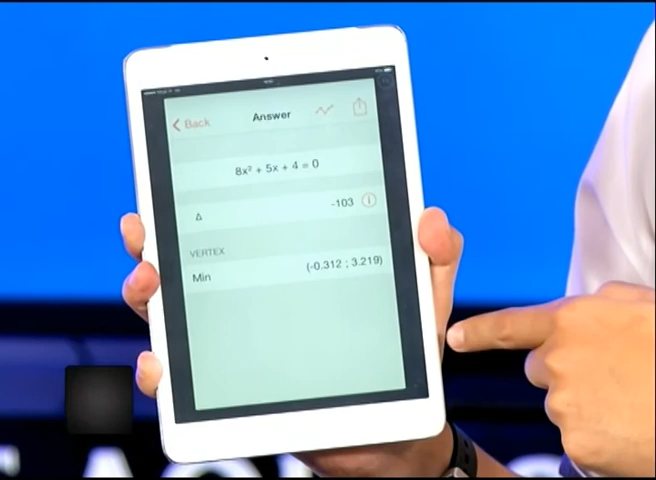 Back
Answer
8x² + 5x + 4 = 0
Δ
-103
VERTEX
Min
(-0.312 ; 3.219)